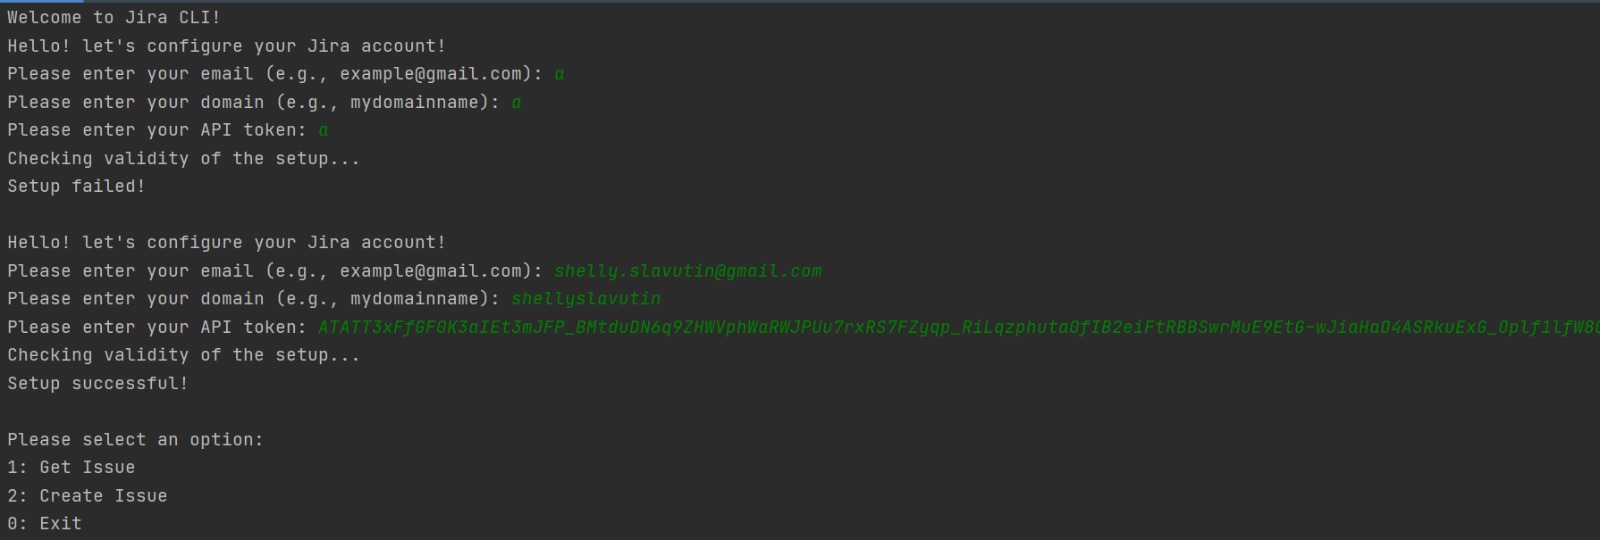 Welcome to Jira CLI!
Hello! let's configure your Jira account!
Please enter your email (e.g., example@gmail.com): a
Please enter your domain (e.g., mydomainname): a
Please enter your API token: a
Checking validity of the setup...
Setup failed!
Hello! let's configure your Jira account!
Please enter your email (e.g., example@gmail.com): shelly.slavutin@gmail.com
Please enter your domain (e.g., mydomainname): shellyslavutin
Please enter your API token:
Checking validity of the setup...
Setup successful!
Please select an option:
1: Get Issue
2: Create Issue
0: Exit